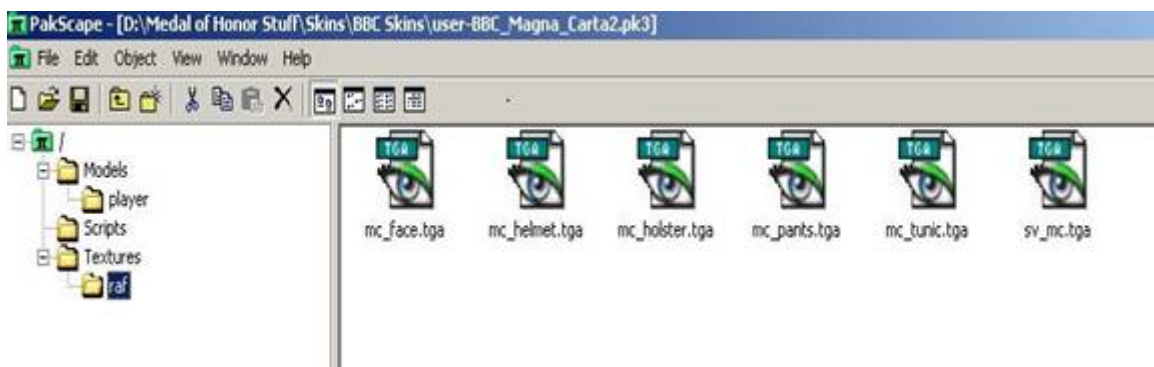 PakScape - [D:\Medal of Honor Stuff\Skins\BBC Skins\user-BBC_Magna_Carta2.pk3]
File Edit Object View Window Help
/
Models
player
Scripts
Textures
raf
TGA TGA TGA TGA TGA TGA
mc_face.tga mc_helmet.tga mc_holster.tga mc_pants.tga mc_tunic.tga sv_mc.tga